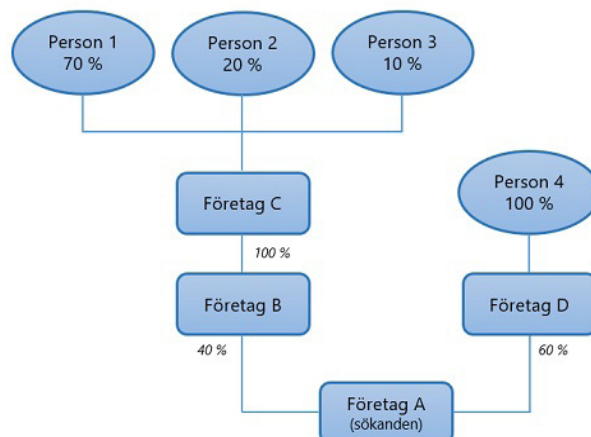 Person 1
70 %
Person 2
20 %
Person 3
10 %
Företag C
Person 4
100 %
100 %
Företag B
Företag D
40 %
60 %
Företag A
(sökanden)